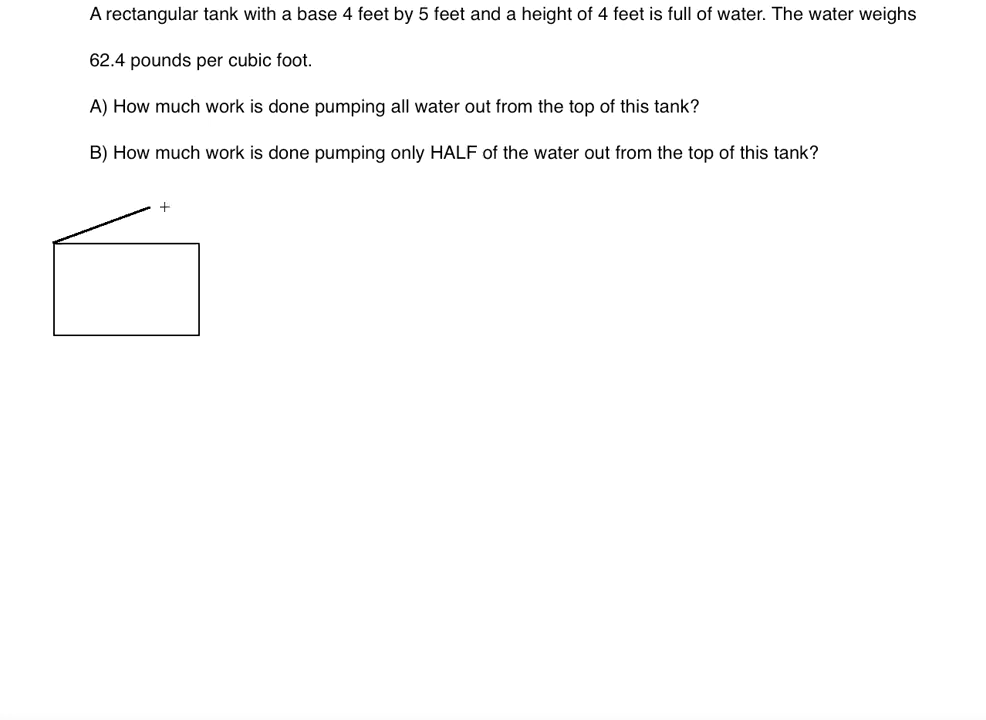 A rectangular tank with a base 4 feet by 5 feet and a height of 4 feet is full of water. The water weighs
62.4 pounds per cubic foot.
A) How much work is done pumping all water out from the top of this tank?
B) How much work is done pumping only HALF of the water out from the top of this tank?